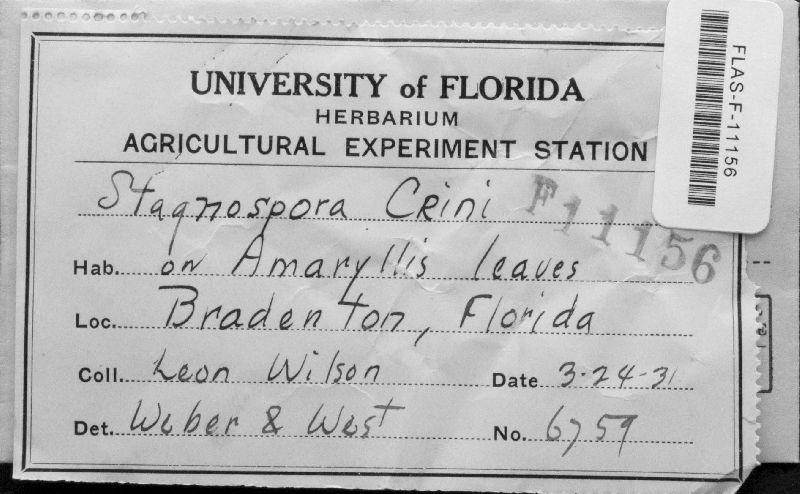 UNIVERSITY of FLORIDA
HERBARIUM
AGRICULTURAL EXPERIMENT STATION
Stagnospora Crini
F11156
Hab. on Amaryllis leaves
Loc. Bradenton, Florida
Coll. Leon Wilson Date 3-24-31
Det. Weber & West No. 6759
FLAS-F-11156